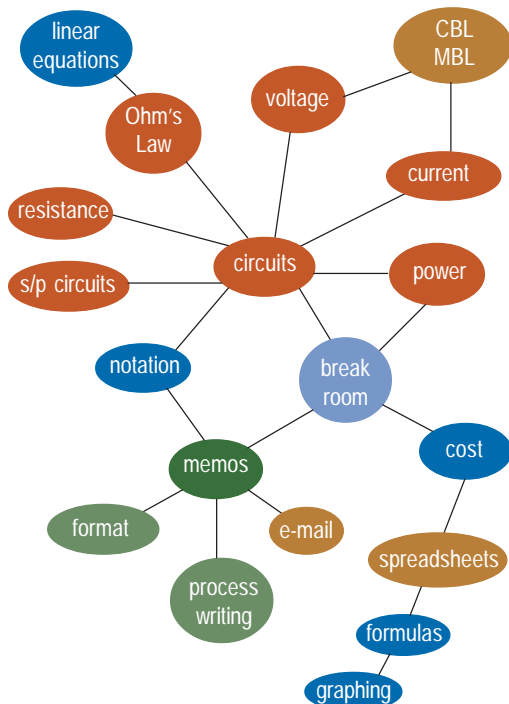 linear
equations
CBL
MBL
voltage
Ohm's
Law
current
resistance
circuits
power
s/p circuits
notation
break
room
cost
memos
format
e-mail
spreadsheets
process
writing
formulas
graphing